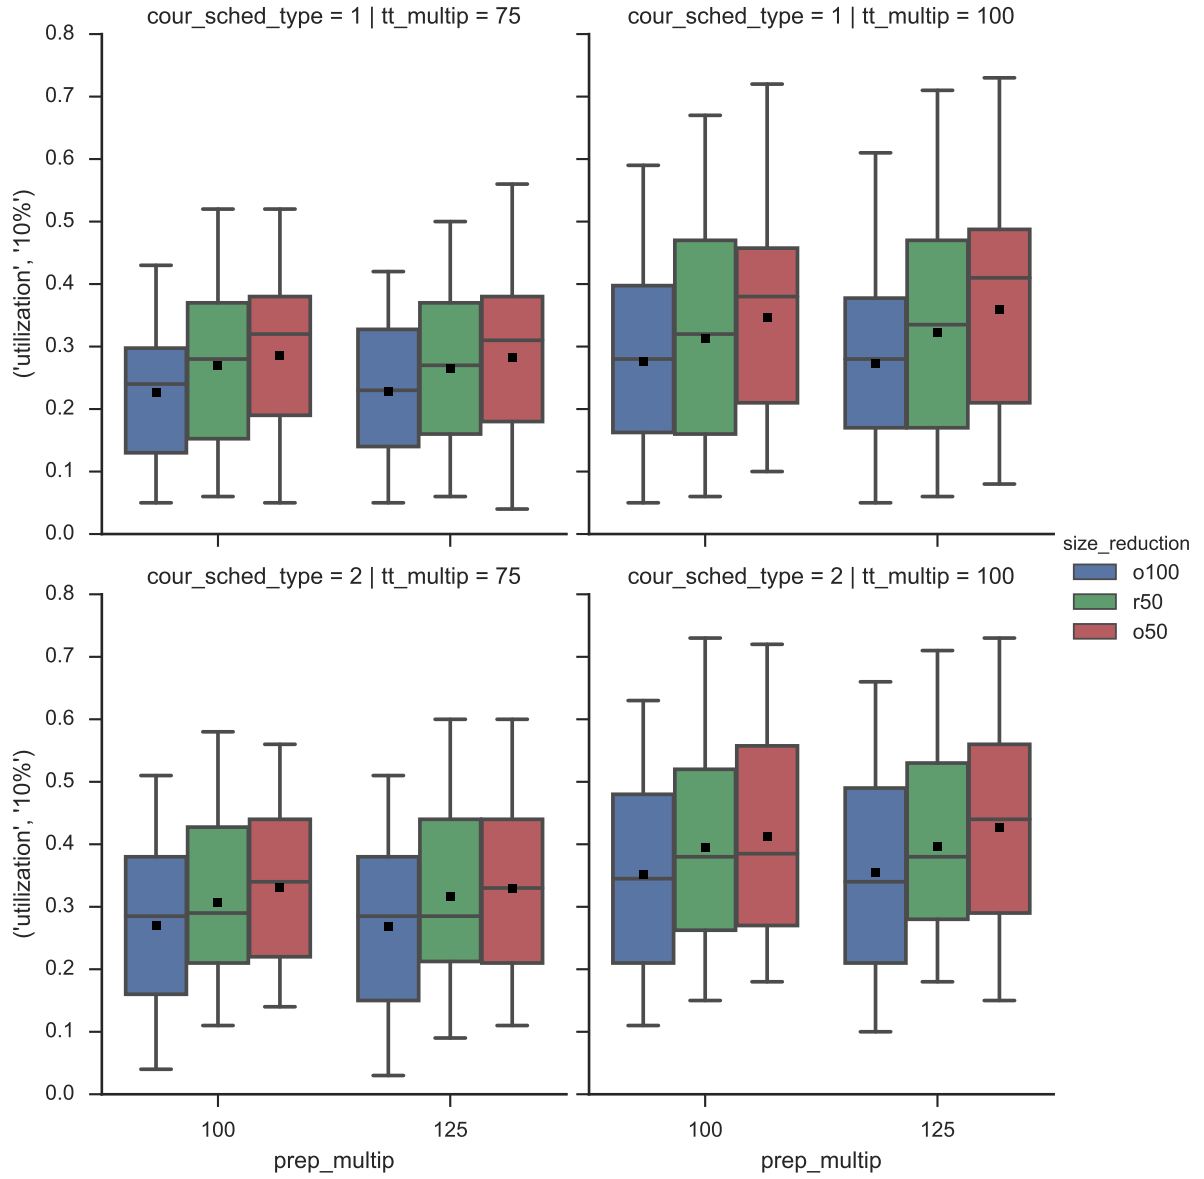 cour_sched_type = 1 | tt_multip = 75
cour_sched_type = 1 | tt_multip = 100
0.8
0.7
0.6
0.5
0.4
0.3
0.2
0.1
0.0
('utilization', '10%')
size_reduction
o100
r50
o50
cour_sched_type = 2 | tt_multip = 75
cour_sched_type = 2 | tt_multip = 100
0.8
0.7
0.6
0.5
0.4
0.3
0.2
0.1
0.0
('utilization', '10%')
100
125
100
125
prep_multip
prep_multip